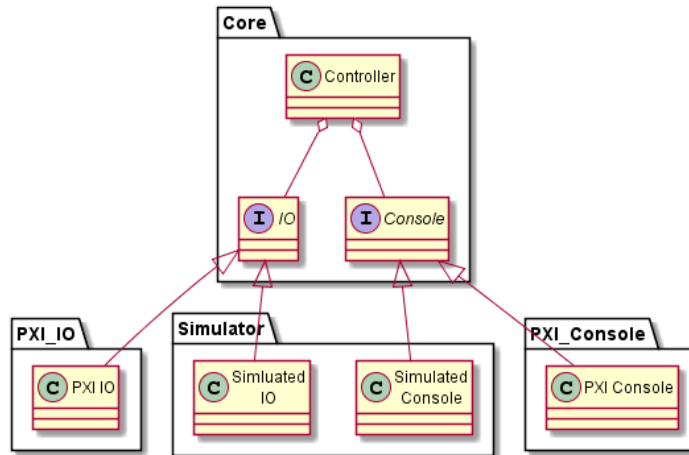 Core
C Controller
I IO
I Console
PXI_IO
Simulator
PXI_Console
C PXI IO
C Simluated
IO
C Simulated
Console
C PXI Console